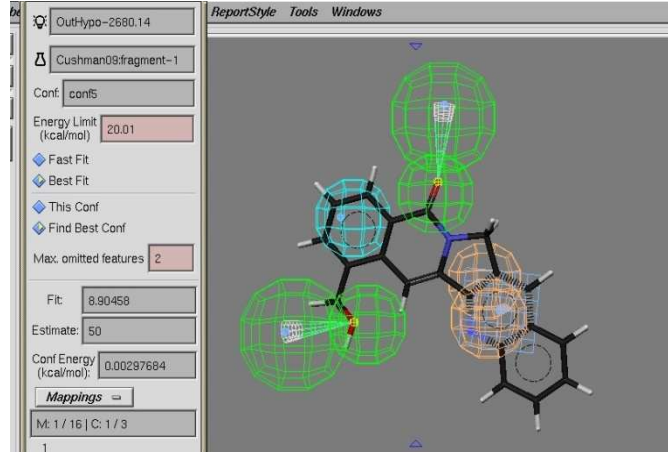 ReportStyle Tools Windows
OutHypo-2680.14
Cushman09:fragment-1
Conf: conf5
Energy Limit
(kcal/mol) 20.01
Fast Fit
Best Fit
This Conf
Find Best Conf
Max. omitted features 2
Fit: 8.90458
Estimate: 50
Conf Energy
(kcal/mol): 0.00297684
Mappings
M: 1 / 16 | C: 1 / 3
1